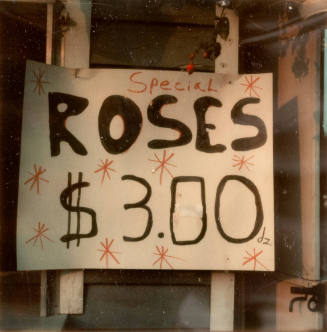 Special
ROSES
$3.00 dz